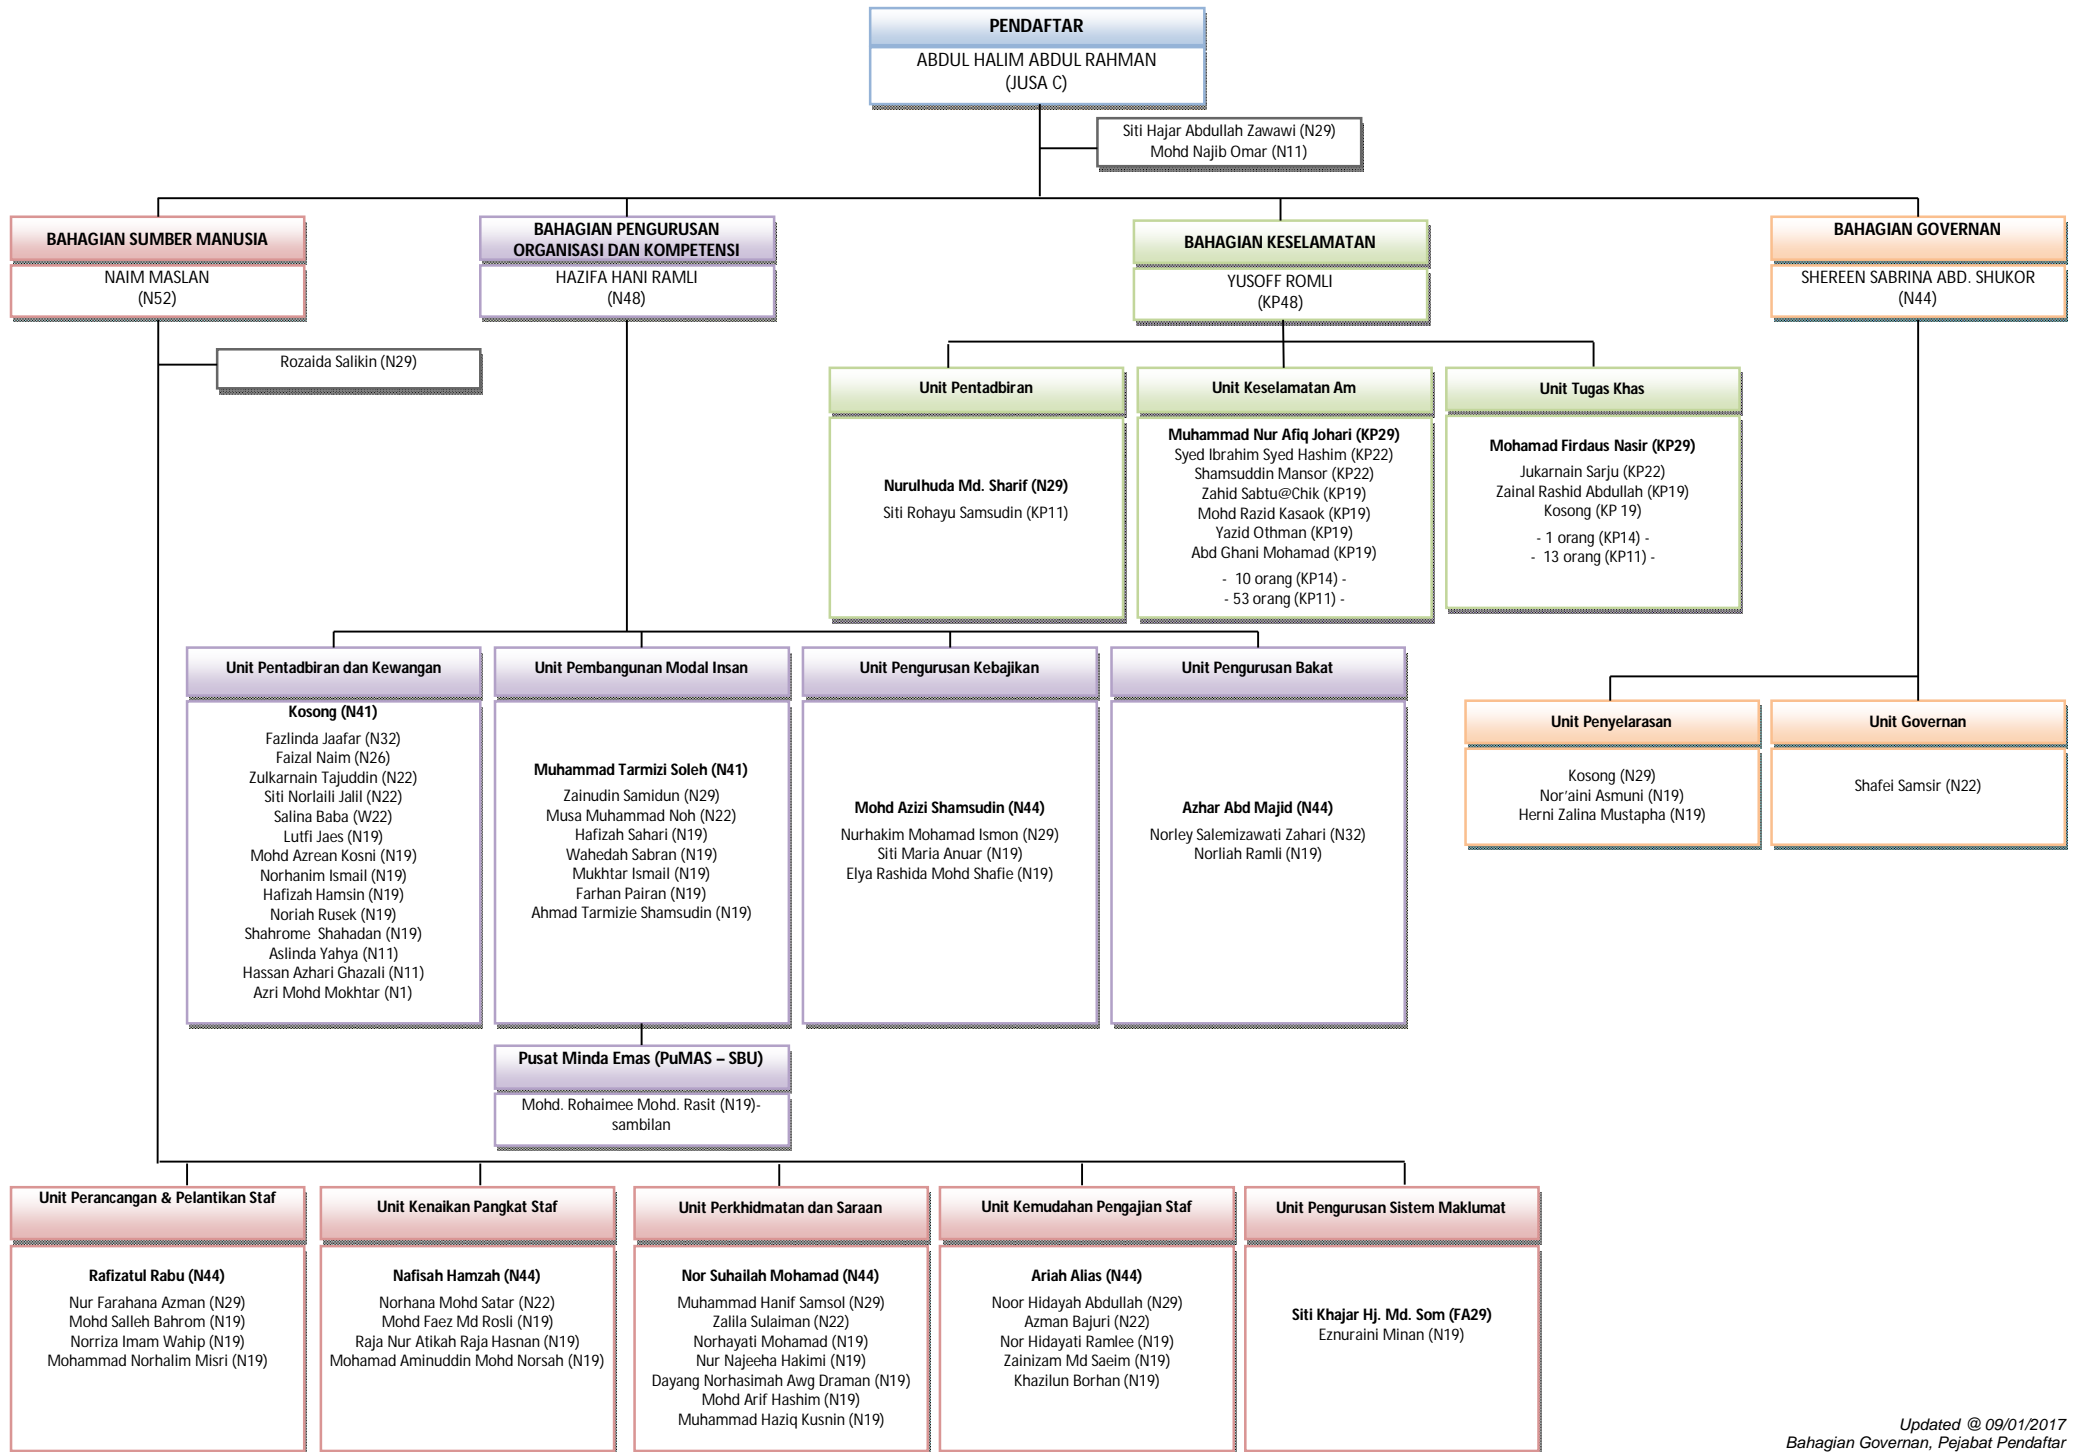 PENDAFTAR
ABDUL HALIM ABDUL RAHMAN
(JUSA C)
Siti Hajar Abdullah Zawawi (N29)
Mohd Najib Omar (N11)
BAHAGIAN SUMBER MANUSIA
NAIM MASLAN
(N52)
Rozaida Salikin (N29)
BAHAGIAN PENGURUSAN
ORGANISASI DAN KOMPETENSI
HAZIFA HANI RAMLI
(N48)
BAHAGIAN KESELAMATAN
YUSOFF ROMLI
(KP48)
BAHAGIAN GOVERNAN
SHEREEN SABRINA ABD. SHUKOR
(N44)
Unit Pentadbiran
Nurulhuda Md. Sharif (N29)
Siti Rohayu Samsudin (KP11)
Unit Keselamatan Am
Muhammad Nur Afiq Johari (KP29)
Syed Ibrahim Syed Hashim (KP22)
Shamsuddin Mansor (KP22)
Zahid Sabtu@Chik (KP19)
Mohd Razid Kasaok (KP19)
Yazid Othman (KP19)
Abd Ghani Mohamad (KP19)
- 10 orang (KP14) -
- 53 orang (KP11) -
Unit Tugas Khas
Mohamad Firdaus Nasir (KP29)
Jukarnain Sarju (KP22)
Zainal Rashid Abdullah (KP19)
Kosong (KP 19)
- 1 orang (KP14) -
- 13 orang (KP11) -
Unit Pentadbiran dan Kewangan
Kosong (N41)
Fazlinda Jaafar (N32)
Faizal Naim (N26)
Zulkarnain Tajuddin (N22)
Siti Norlaili Jalil (N22)
Salina Baba (W22)
Lutfi Jaes (N19)
Mohd Azrean Kosni (N19)
Norhanim Ismail (N19)
Hafizah Hamsin (N19)
Noriah Rusek (N19)
Shahrome Shahadan (N19)
Aslinda Yahya (N11)
Hassan Azhari Ghazali (N11)
Azri Mohd Mokhtar (N1)
Unit Pembangunan Modal Insan
Muhammad Tarmizi Soleh (N41)
Zainudin Samidun (N29)
Musa Muhammad Noh (N22)
Hafizah Sahari (N19)
Wahedah Sabran (N19)
Mukhtar Ismail (N19)
Farhan Pairan (N19)
Ahmad Tarmizie Shamsudin (N19)
Unit Pengurusan Kebajikan
Mohd Azizi Shamsudin (N44)
Nurhakim Mohamad Ismon (N29)
Siti Maria Anuar (N19)
Elya Rashida Mohd Shafie (N19)
Unit Pengurusan Bakat
Azhar Abd Majid (N44)
Norley Salemizawati Zahari (N32)
Norliah Ramli (N19)
Unit Penyelarasan
Kosong (N29)
Nor'aini Asmuni (N19)
Herni Zalina Mustapha (N19)
Unit Governan
Shafei Samsir (N22)
Pusat Minda Emas (PuMAS – SBU)
Mohd. Rohaimee Mohd. Rasit (N19)-
sambilan
Unit Perancangan & Pelantikan Staf
Rafizatul Rabu (N44)
Nur Farahana Azman (N29)
Mohd Salleh Bahrom (N19)
Norriza Imam Wahip (N19)
Mohammad Norhalim Misri (N19)
Unit Kenaikan Pangkat Staf
Nafisah Hamzah (N44)
Norhana Mohd Satar (N22)
Mohd Faez Md Rosli (N19)
Raja Nur Atikah Raja Hasnan (N19)
Mohamad Aminuddin Mohd Norsah (N19)
Unit Perkhidmatan dan Saraan
Nor Suhailah Mohamad (N44)
Muhammad Hanif Samsol (N29)
Zalila Sulaiman (N22)
Norhayati Mohamad (N19)
Nur Najeeha Hakimi (N19)
Dayang Norhasimah Awg Draman (N19)
Mohd Arif Hashim (N19)
Muhammad Haziq Kusnin (N19)
Unit Kemudahan Pengajian Staf
Ariah Alias (N44)
Noor Hidayah Abdullah (N29)
Azman Bajuri (N22)
Nor Hidayati Ramlee (N19)
Zainizam Md Saeim (N19)
Khazilun Borhan (N19)
Unit Pengurusan Sistem Maklumat
Siti Khajar Hj. Md. Som (FA29)
Eznuraini Minan (N19)
Updated @ 09/01/2017
Bahagian Governan, Pejabat Pendaftar